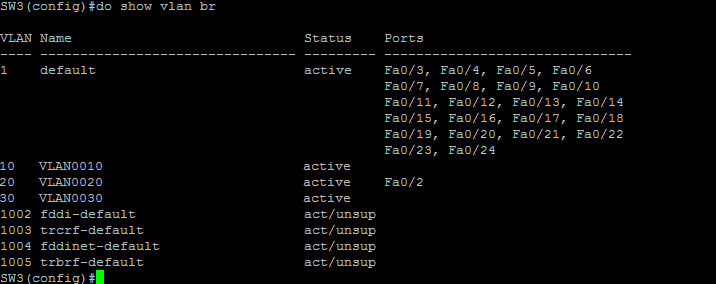 SW3(config)#do show vlan br
VLAN Name                             Status    Ports
---- -------------------------------- --------- -------------------------------
1    default                          active    Fa0/3, Fa0/4, Fa0/5, Fa0/6
                                                Fa0/7, Fa0/8, Fa0/9, Fa0/10
                                                Fa0/11, Fa0/12, Fa0/13, Fa0/14
                                                Fa0/15, Fa0/16, Fa0/17, Fa0/18
                                                Fa0/19, Fa0/20, Fa0/21, Fa0/22
                                                Fa0/23, Fa0/24
10   VLAN0010                         active
20   VLAN0020                         active    Fa0/2
30   VLAN0030                         active
1002 fddi-default                     act/unsup
1003 trcrf-default                    act/unsup
1004 fddinet-default                  act/unsup
1005 trbrf-default                    act/unsup
SW3(config)#